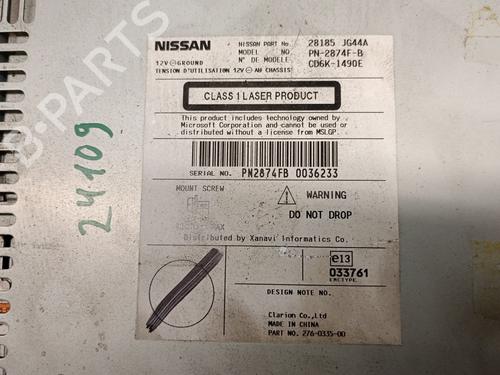 NISSAN
NISSAN PART No. 28185 JG44A
MODEL PN-2874F-B
N° DE MODELE CD6K-1490E
12V⊖GROUND
TENSION D'UTILISATION 12V⊖AU CHASSIS
CLASS 1 LASER PRODUCT
This product includes technology owned by
Microsoft Corporation and cannot be used or
distributed without a license from MSLGP.
SERIAL NO. PN2874FB 0036233
MOUNT SCREW
WARNING
DO NOT DROP
MAX
Distributed by Xanavi Informatics Co.
e13
033761
DESIGN NOTE NO.
Clarion Co.,Ltd
MADE IN CHINA
PART NO. 276-0335-00
24109
B-Parts